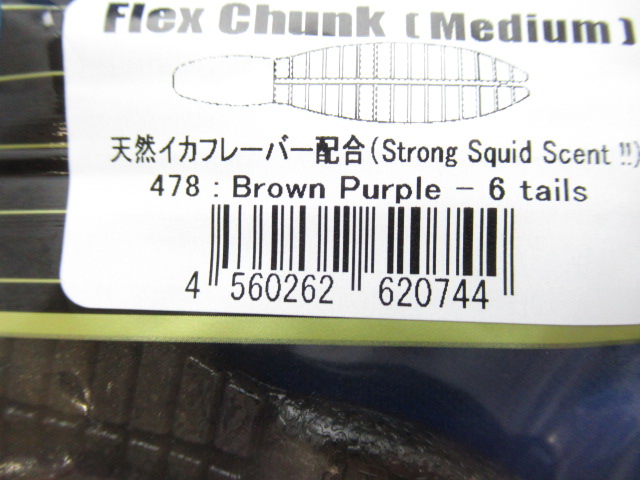 Flex Chunk (Medium)
天然イカフレーバー配合(Strong Squid Scent !!)
478 : Brown Purple - 6 tails
4 560262 620744